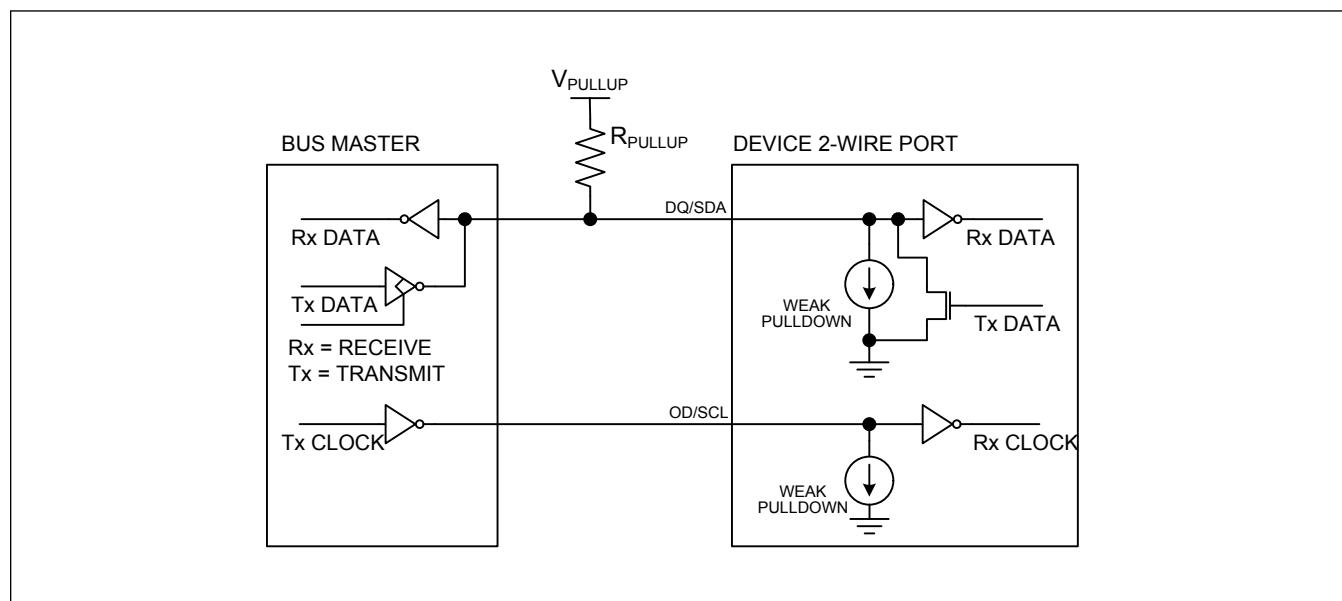 VPULLUP
RPULLUP
BUS MASTER
DEVICE 2-WIRE PORT
DQ/SDA
Rx DATA
Rx DATA
Tx DATA
WEAK
PULLDOWN
Tx DATA
Rx = RECEIVE
Tx = TRANSMIT
OD/SCL
Tx CLOCK
Rx CLOCK
WEAK
PULLDOWN